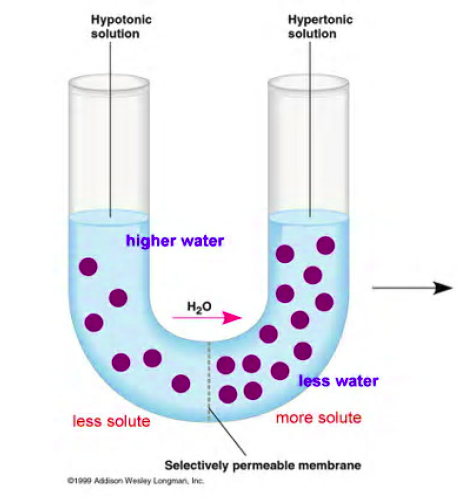 Hypotonic
solution
Hypertonic
solution
higher water
H₂O
less water
less solute
more solute
Selectively permeable membrane
©1999 Addison Wesley Longman, Inc.